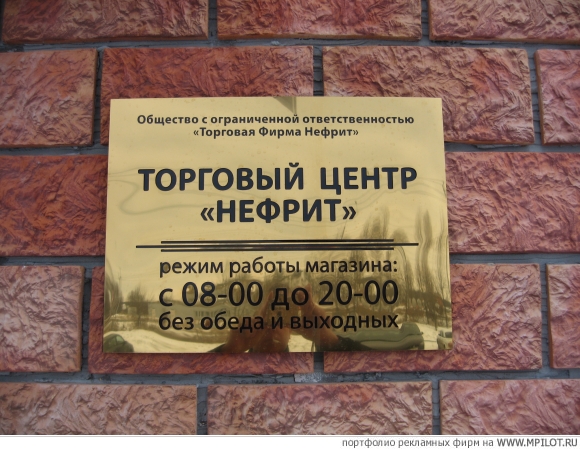 Общество с ограниченной ответственностью
«Торговая Фирма Нефрит»
ТОРГОВЫЙ ЦЕНТР
«НЕФРИТ»
режим работы магазина:
с 08-00 до 20-00
без обеда и выходных
портфолио рекламных фирм на WWW.MPILOT.RU